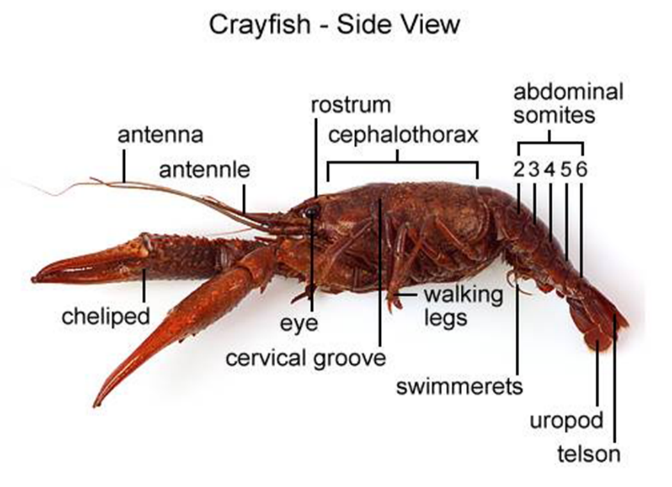 Crayfish - Side View
abdominal
somites
rostrum
antenna
cephalothorax
antennle
2 3 4 5 6
cheliped
walking
legs
eye
cervical groove
swimmerets
uropod
telson